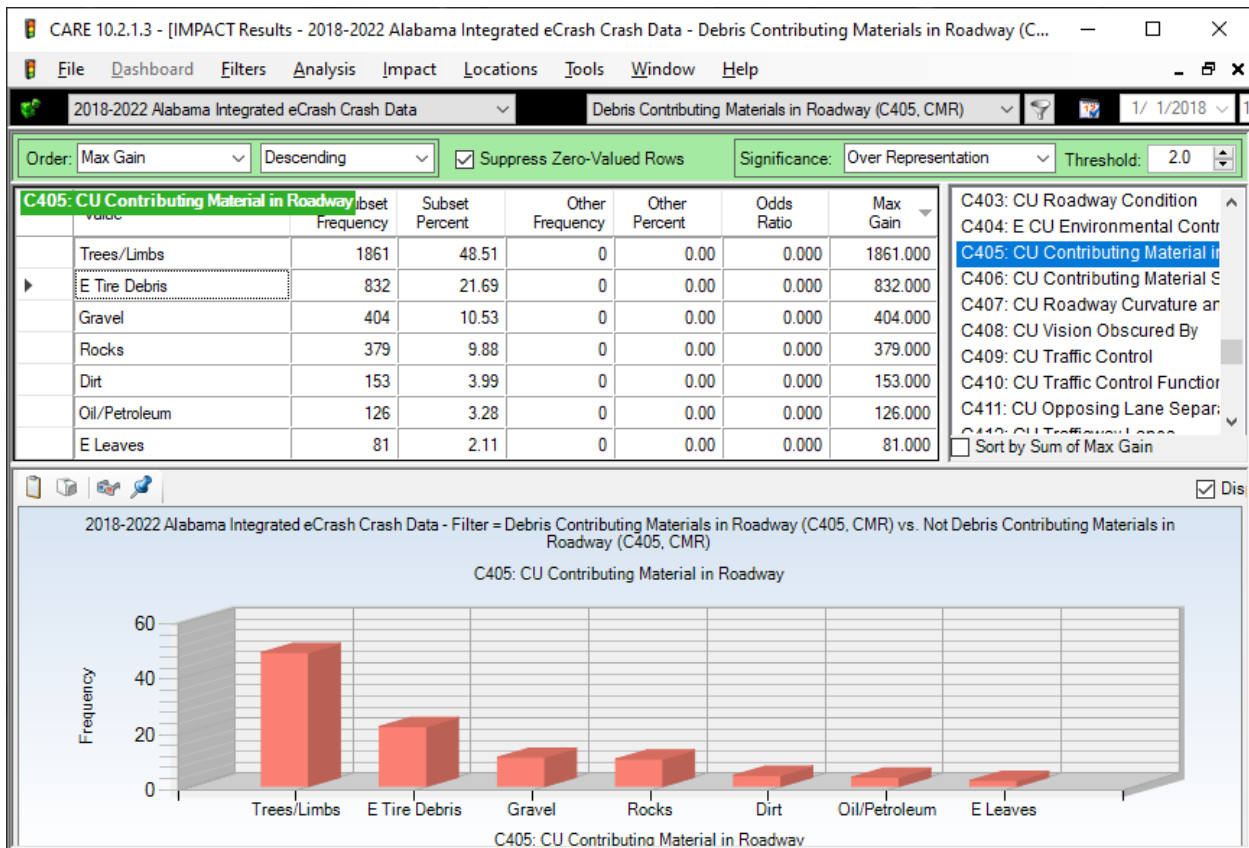 CARE 10.2.1.3 - [IMPACT Results - 2018-2022 Alabama Integrated eCrash Crash Data - Debris Contributing Materials in Roadway (C...
File Dashboard Filters Analysis Impact Locations Tools Window Help
2018-2022 Alabama Integrated eCrash Crash Data Debris Contributing Materials in Roadway (C405, CMR) 1/ 1/2018
Order: Max Gain Descending Suppress Zero-Valued Rows Significance: Over Representation Threshold: 2.0
C405: CU Contributing Material in Roadway
Subset Frequency Subset Percent Other Frequency Other Percent Odds Ratio Max Gain
Trees/Limbs 1861 48.51 0 0.00 0.000 1861.000
E Tire Debris 832 21.69 0 0.00 0.000 832.000
Gravel 404 10.53 0 0.00 0.000 404.000
Rocks 379 9.88 0 0.00 0.000 379.000
Dirt 153 3.99 0 0.00 0.000 153.000
Oil/Petroleum 126 3.28 0 0.00 0.000 126.000
E Leaves 81 2.11 0 0.00 0.000 81.000
C403: CU Roadway Condition
C404: E CU Environmental Contr
C405: CU Contributing Material in
C406: CU Contributing Material S
C407: CU Roadway Curvature an
C408: CU Vision Obscured By
C409: CU Traffic Control
C410: CU Traffic Control Function
C411: CU Opposing Lane Separa
C412: CU Trafficway Lanes
Sort by Sum of Max Gain
Dis
2018-2022 Alabama Integrated eCrash Crash Data - Filter = Debris Contributing Materials in Roadway (C405, CMR) vs. Not Debris Contributing Materials in
Roadway (C405, CMR)
C405: CU Contributing Material in Roadway
Frequency
60
40
20
0
Trees/Limbs E Tire Debris Gravel Rocks Dirt Oil/Petroleum E Leaves
C405: CU Contributing Material in Roadway